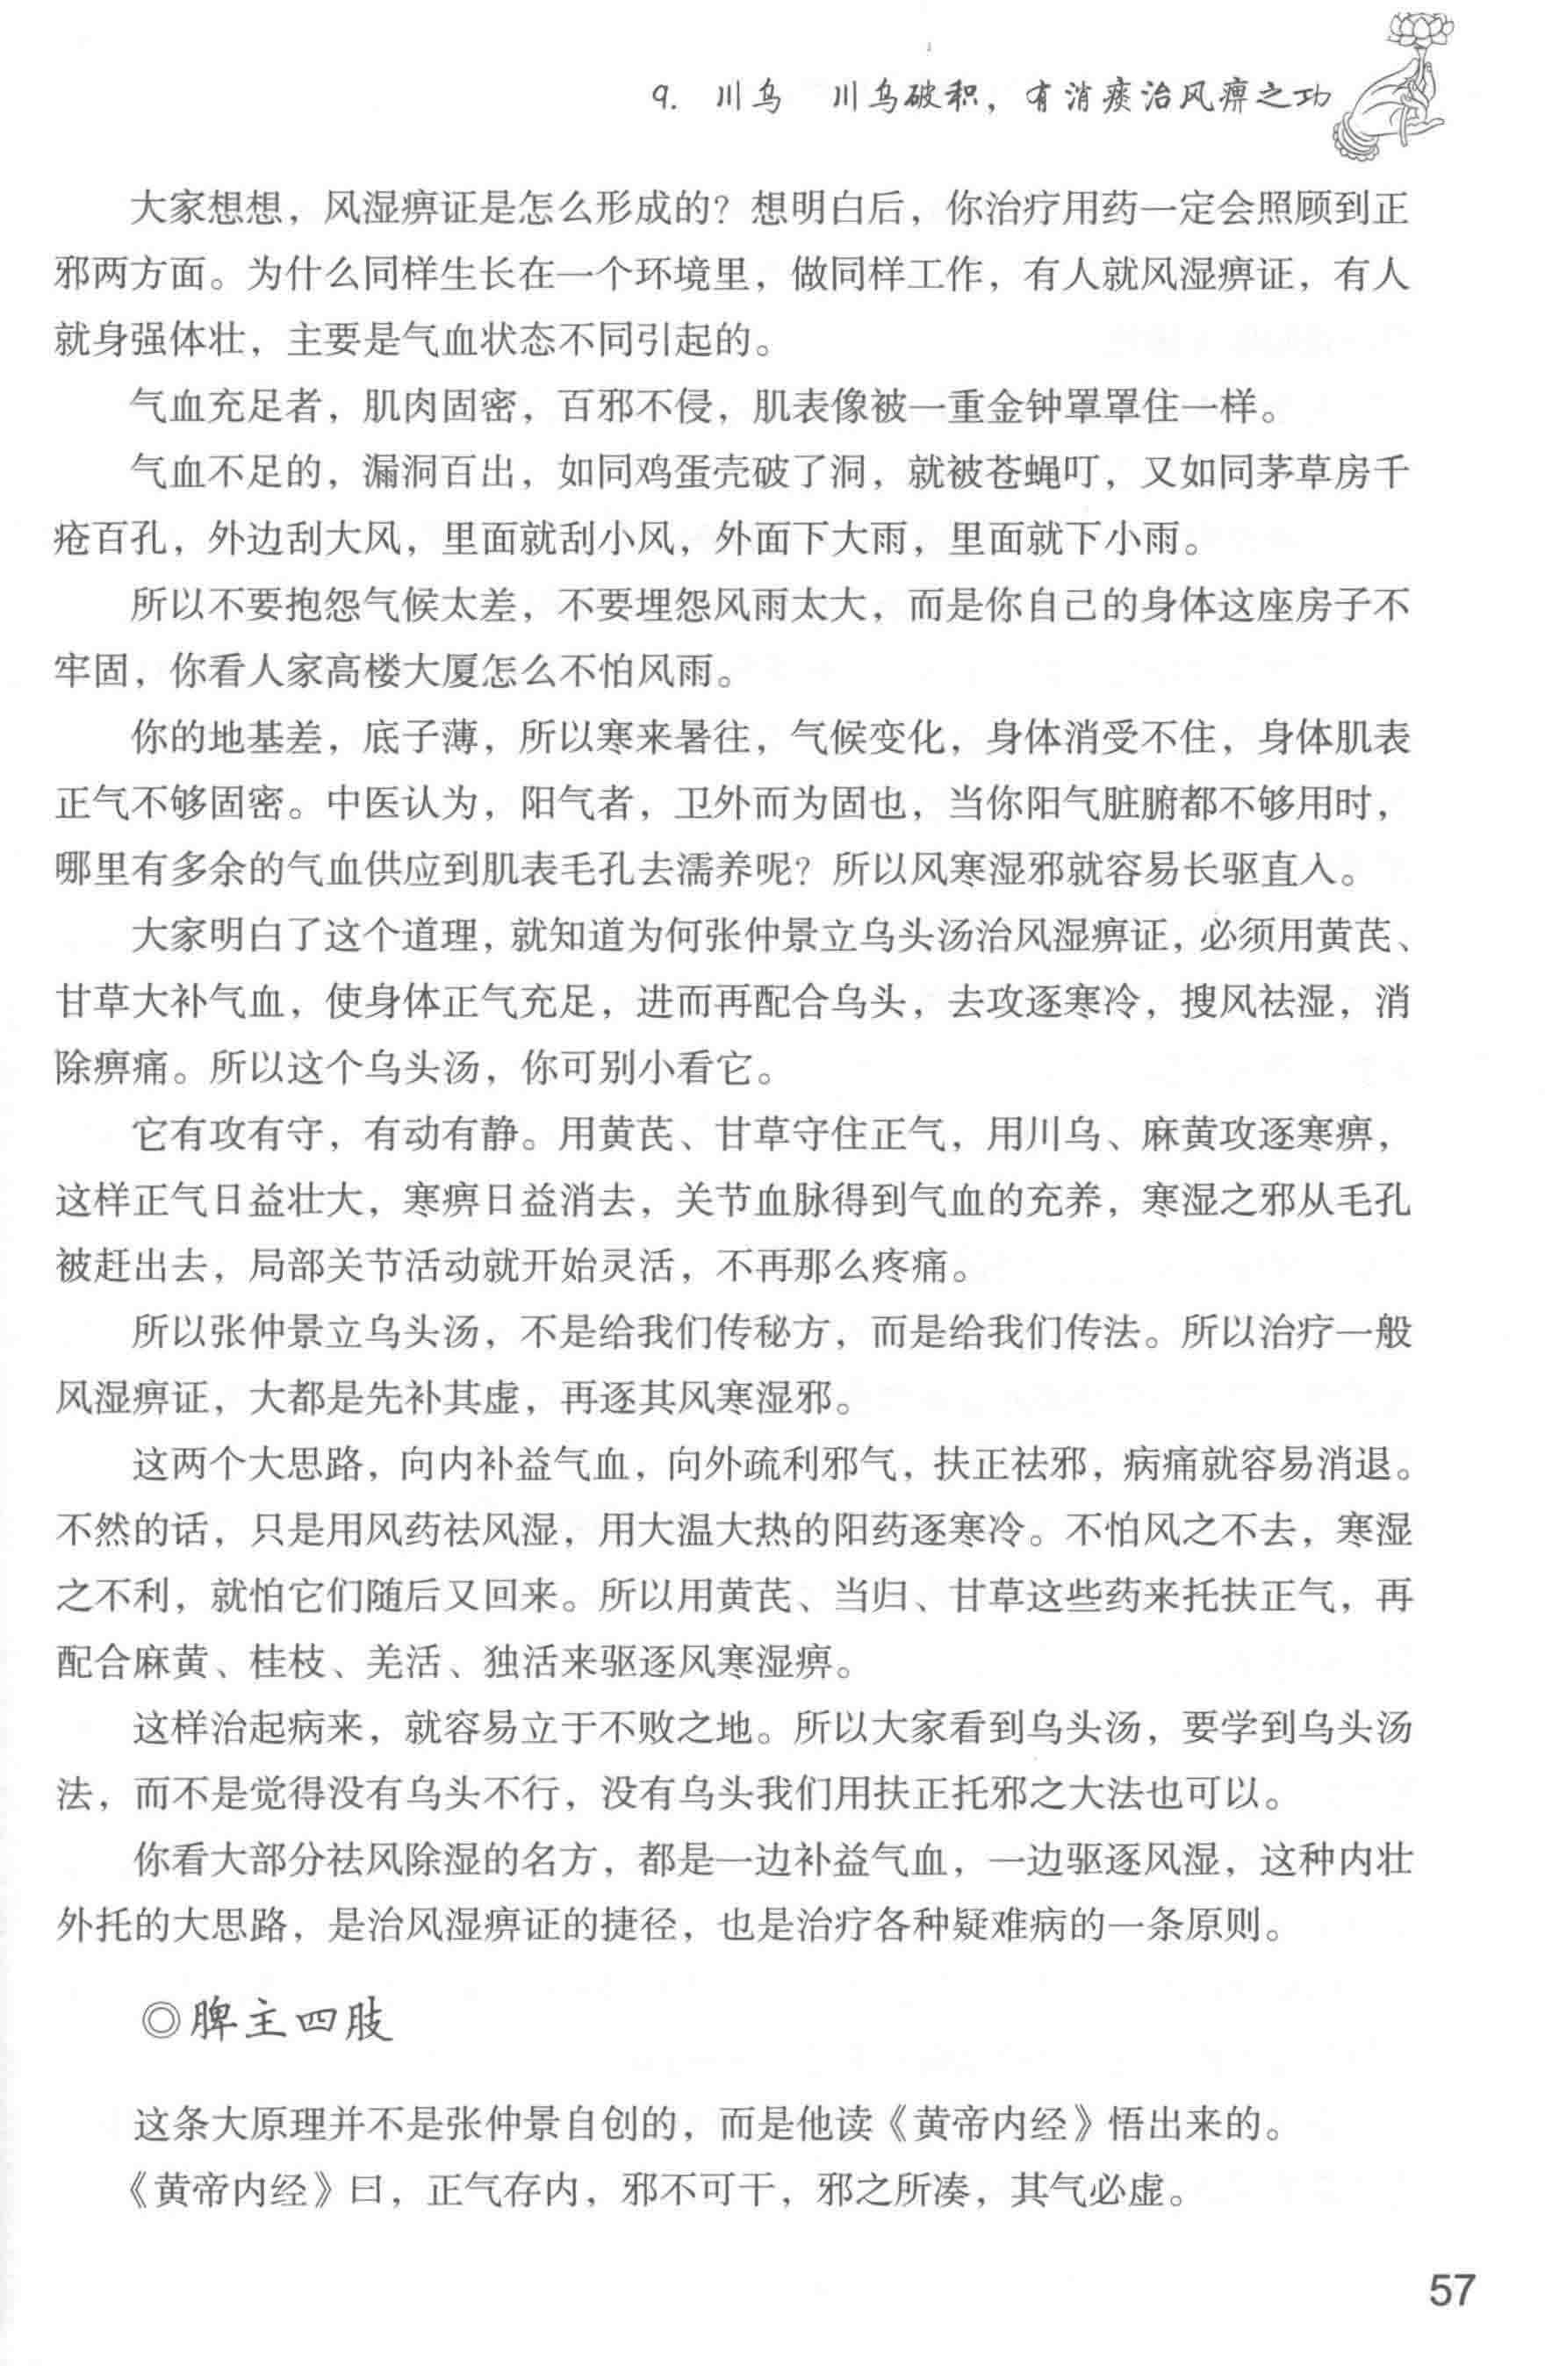 9. 川乌　川乌破积，有消痰治风痹之功
大家想想，风湿痹证是怎么形成的？想明白后，你治疗用药一定会照顾到正
邪两方面。为什么同样生长在一个环境里，做同样工作，有人就风湿痹证，有人
就身强体壮，主要是气血状态不同引起的。
气血充足者，肌肉固密，百邪不侵，肌表像被一重金钟罩罩住一样。
气血不足的，漏洞百出，如同鸡蛋壳破了洞，就被苍蝇叮，又如同茅草房千
疮百孔，外边刮大风，里面就刮小风，外面下大雨，里面就下小雨。
所以不要抱怨气候太差，不要埋怨风雨太大，而是你自己的身体这座房子不
牢固，你看人家高楼大厦怎么不怕风雨。
你的地基差，底子薄，所以寒来暑往，气候变化，身体消受不住，身体肌表
正气不够固密。中医认为，阳气者，卫外而为固也，当你阳气脏腑都不够用时，
哪里有多余的气血供应到肌表毛孔去濡养呢？所以风寒湿邪就容易长驱直入。
大家明白了这个道理，就知道为何张仲景立乌头汤治风湿痹证，必须用黄芪、
甘草大补气血，使身体正气充足，进而再配合乌头，去攻逐寒冷，搜风祛湿，消
除痹痛。所以这个乌头汤，你可别小看它。
它有攻有守，有动有静。用黄芪、甘草守住正气，用川乌、麻黄攻逐寒痹，
这样正气日益壮大，寒痹日益消去，关节血脉得到气血的充养，寒湿之邪从毛孔
被赶出去，局部关节活动就开始灵活，不再那么疼痛。
所以张仲景立乌头汤，不是给我们传秘方，而是给我们传法。所以治疗一般
风湿痹证，大都是先补其虚，再逐其风寒湿邪。
这两个大思路，向内补益气血，向外疏利邪气，扶正祛邪，病痛就容易消退。
不然的话，只是用风药祛风湿，用大温大热的阳药逐寒冷。不怕风之不去，寒湿
之不利，就怕它们随后又回来。所以用黄芪、当归、甘草这些药来托扶正气，再
配合麻黄、桂枝、羌活、独活来驱逐风寒湿痹。
这样治起病来，就容易立于不败之地。所以大家看到乌头汤，要学到乌头汤
法，而不是觉得没有乌头不行，没有乌头我们用扶正托邪之大法也可以。
你看大部分祛风除湿的名方，都是一边补益气血，一边驱逐风湿，这种内壮
外托的大思路，是治风湿痹证的捷径，也是治疗各种疑难病的一条原则。
◎脾主四肢
这条大原理并不是张仲景自创的，而是他读《黄帝内经》悟出来的。
《黄帝内经》曰，正气存内，邪不可干，邪之所凑，其气必虚。
57